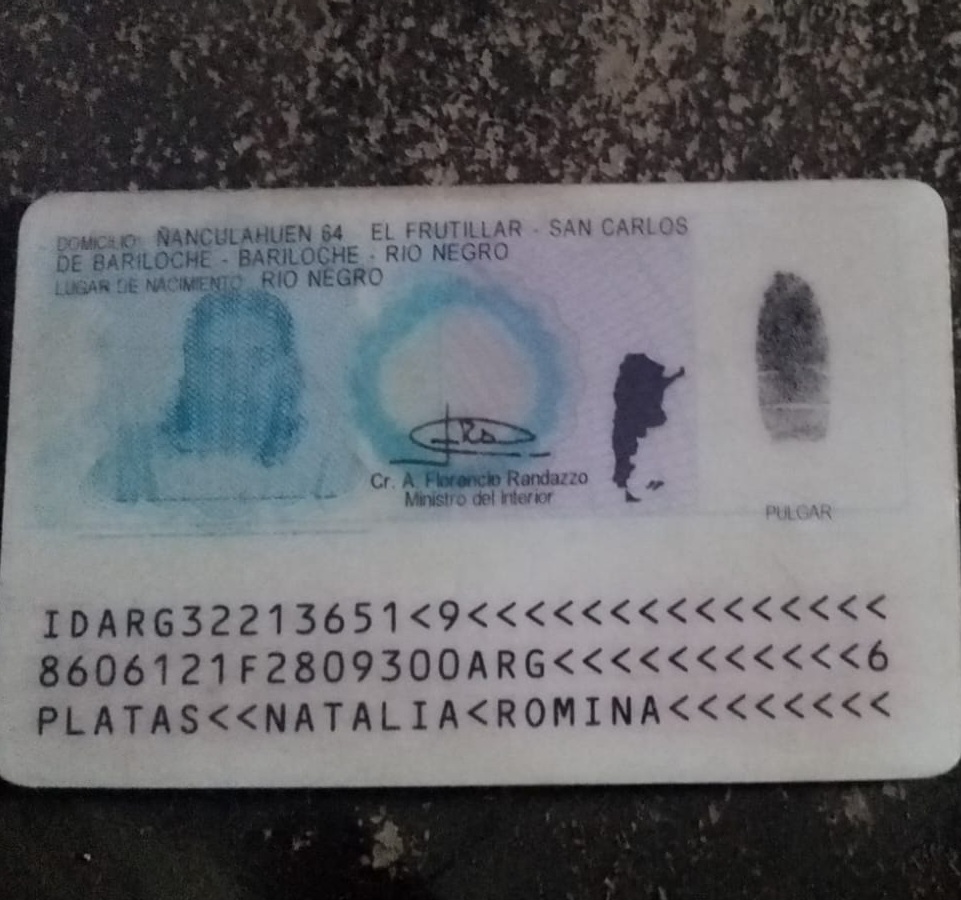 DOMICILIO: ÑANCULAHUEN 64 EL FRUTILLAR - SAN CARLOS
DE BARILOCHE - BARILOCHE - RIO NEGRO
LUGAR DE NACIMIENTO: RIO NEGRO
Cr. A. Florencio Randazzo
Ministro del Interior
PULGAR
IDARG32213651<9<<<<<<<<<<<<<<<
8606121F2809300ARG<<<<<<<<<<<6
PLATAS<<NATALIA<ROMINA<<<<<<<<